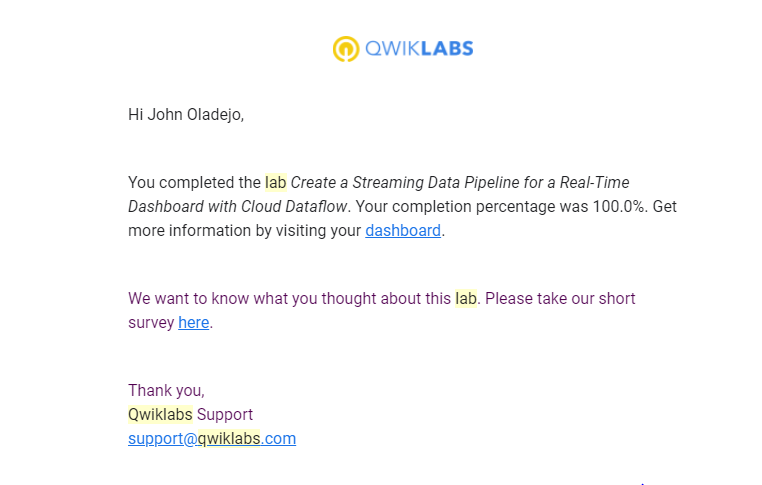 QWIKLABS
Hi John Oladejo,
You completed the lab Create a Streaming Data Pipeline for a Real-Time
Dashboard with Cloud Dataflow. Your completion percentage was 100.0%. Get
more information by visiting your dashboard.
We want to know what you thought about this lab. Please take our short
survey here.
Thank you,
Qwiklabs Support
support@qwiklabs.com